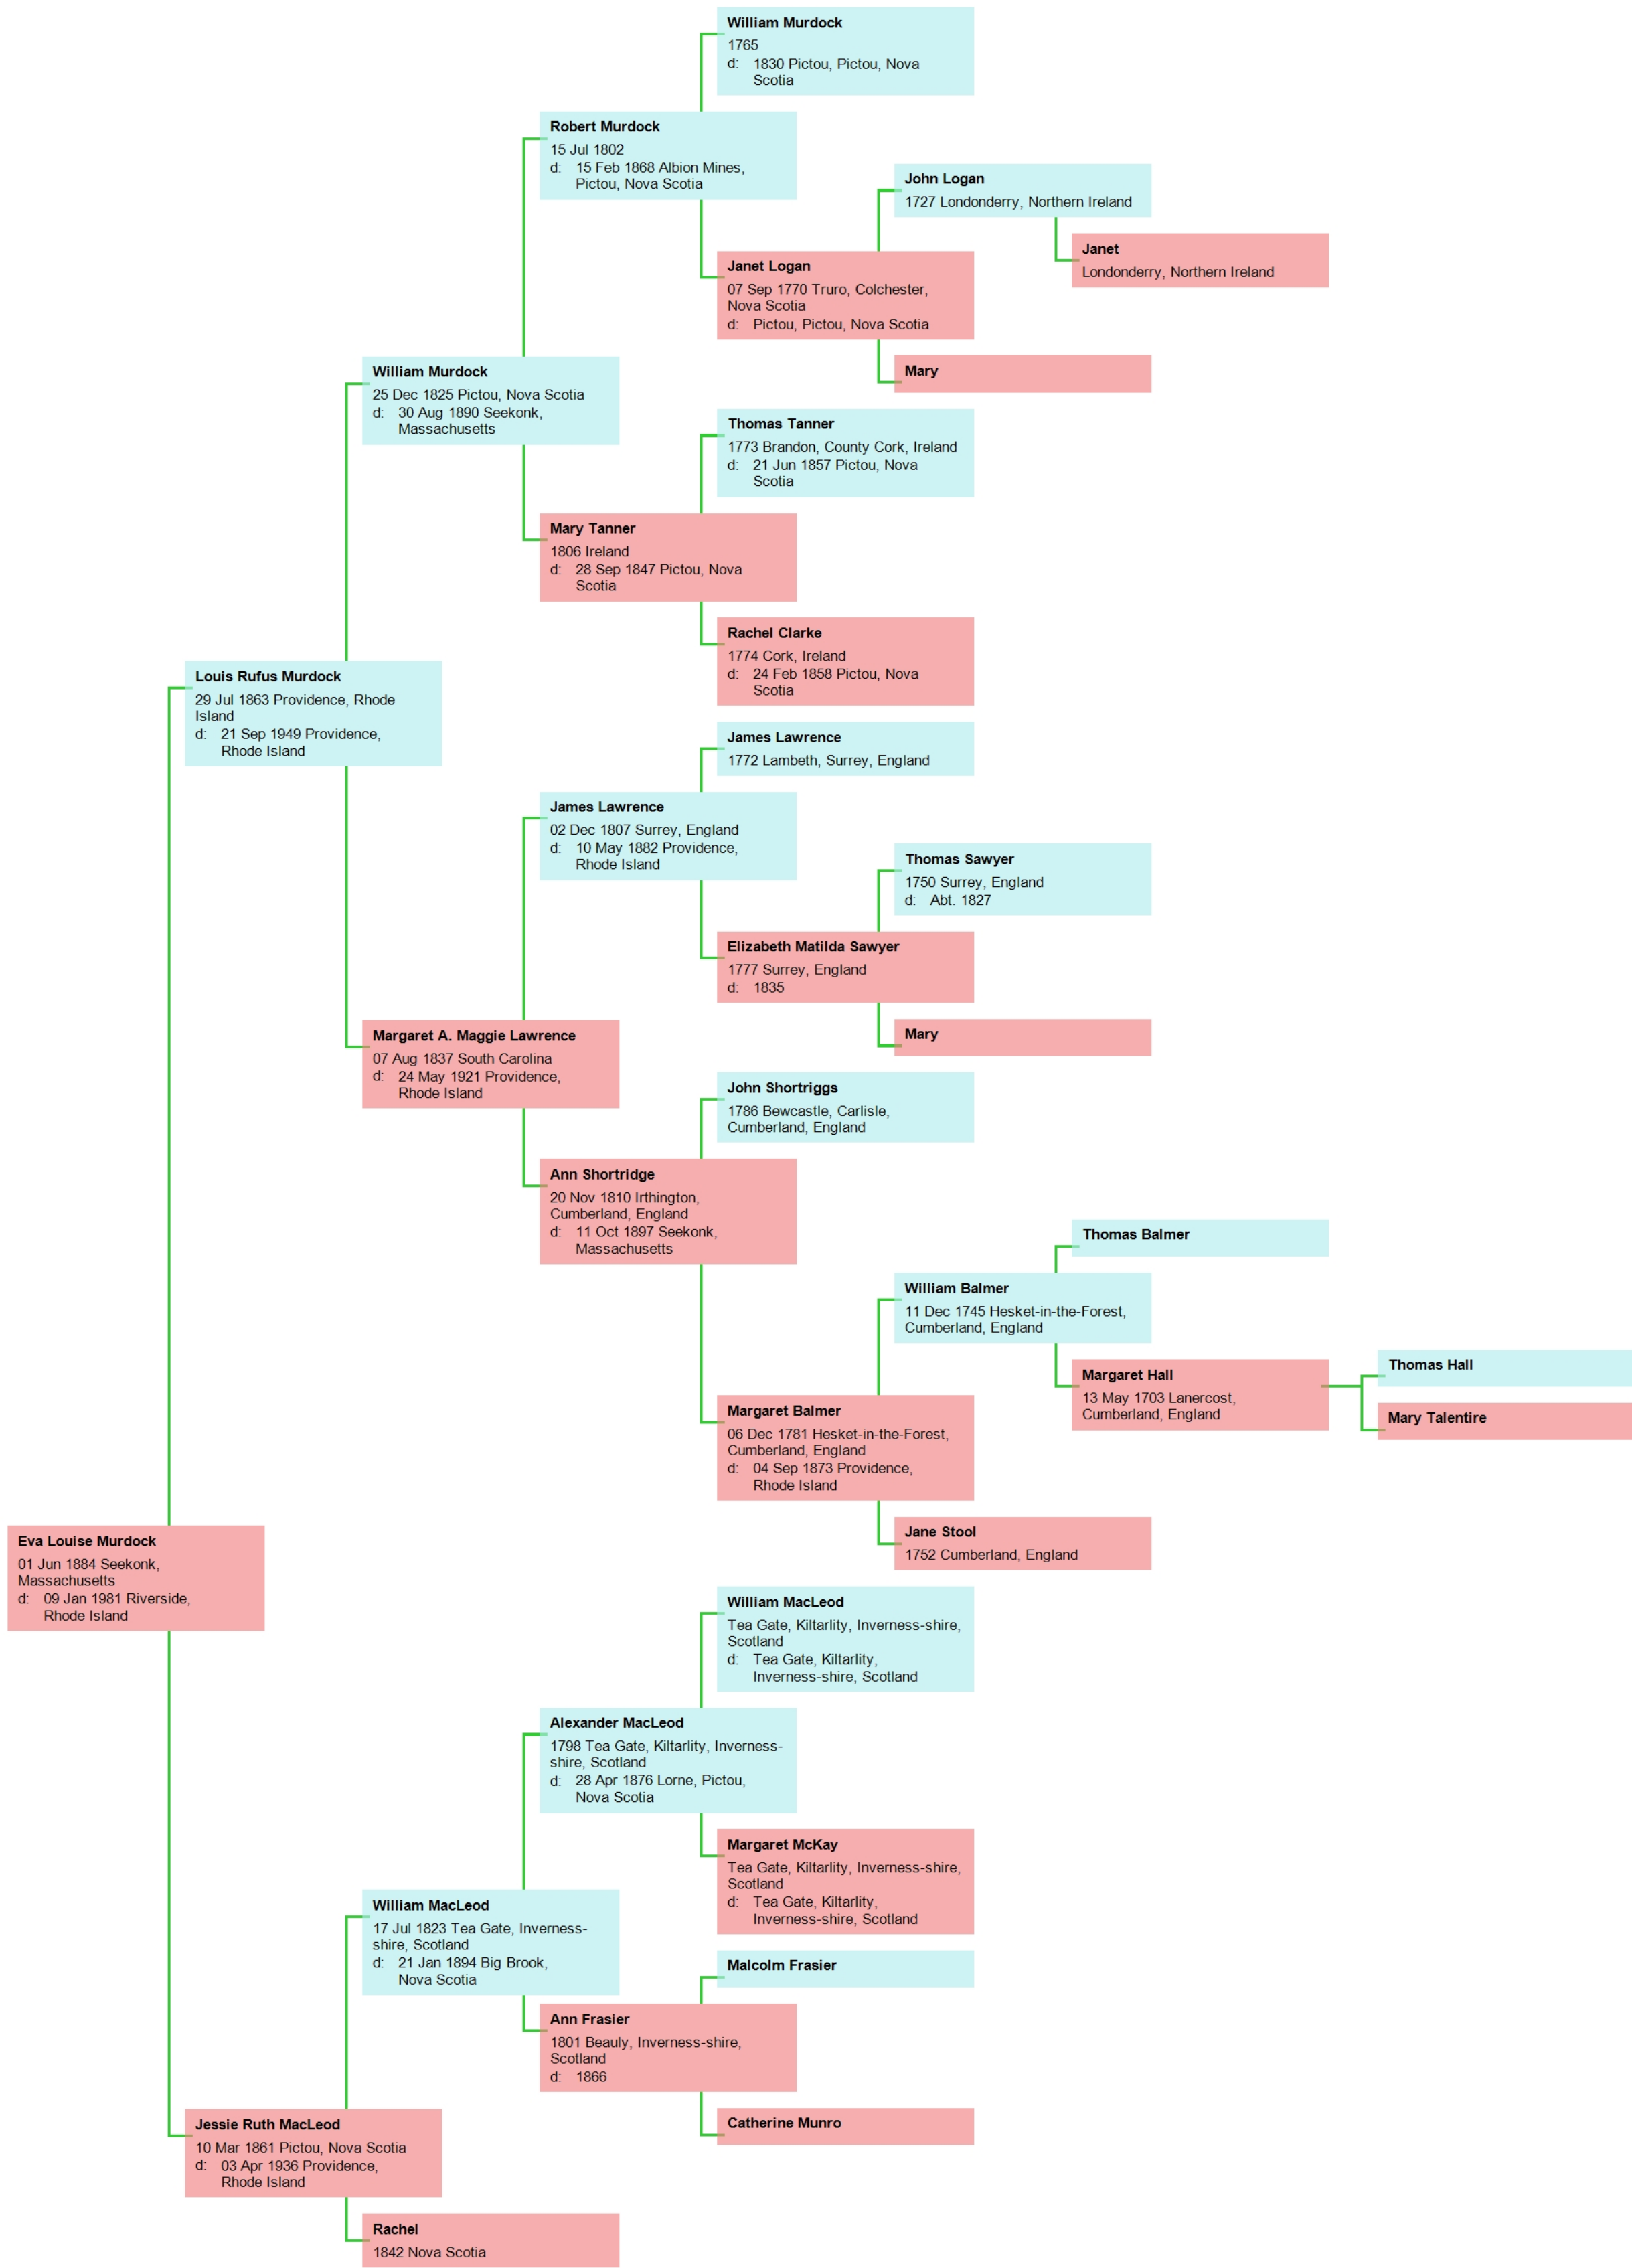 William Murdock
1765
d: 1830 Pictou, Pictou, Nova
Scotia
Robert Murdock
15 Jul 1802
d: 15 Feb 1868 Albion Mines,
Pictou, Nova Scotia
John Logan
1727 Londonderry, Northern Ireland
Janet
Londonderry, Northern Ireland
Janet Logan
07 Sep 1770 Truro, Colchester,
Nova Scotia
d: Pictou, Pictou, Nova Scotia
Mary
William Murdock
25 Dec 1825 Pictou, Nova Scotia
d: 30 Aug 1890 Seekonk,
Massachusetts
Thomas Tanner
1773 Brandon, County Cork, Ireland
d: 21 Jun 1857 Pictou, Nova
Scotia
Mary Tanner
1806 Ireland
d: 28 Sep 1847 Pictou, Nova
Scotia
Rachel Clarke
1774 Cork, Ireland
d: 24 Feb 1858 Pictou, Nova
Scotia
Louis Rufus Murdock
29 Jul 1863 Providence, Rhode
Island
d: 21 Sep 1949 Providence,
Rhode Island
James Lawrence
1772 Lambeth, Surrey, England
James Lawrence
02 Dec 1807 Surrey, England
d: 10 May 1882 Providence,
Rhode Island
Thomas Sawyer
1750 Surrey, England
d: Abt. 1827
Elizabeth Matilda Sawyer
1777 Surrey, England
d: 1835
Mary
Margaret A. Maggie Lawrence
07 Aug 1837 South Carolina
d: 24 May 1921 Providence,
Rhode Island
John Shortriggs
1786 Bewcastle, Carlisle,
Cumberland, England
Ann Shortridge
20 Nov 1810 Irthington,
Cumberland, England
d: 11 Oct 1897 Seekonk,
Massachusetts
Thomas Balmer
William Balmer
11 Dec 1745 Hesket-in-the-Forest,
Cumberland, England
Thomas Hall
Margaret Hall
13 May 1703 Lanercost,
Cumberland, England
Mary Talentire
Margaret Balmer
06 Dec 1781 Hesket-in-the-Forest,
Cumberland, England
d: 04 Sep 1873 Providence,
Rhode Island
Jane Stool
1752 Cumberland, England
Eva Louise Murdock
01 Jun 1884 Seekonk,
Massachusetts
d: 09 Jan 1981 Riverside,
Rhode Island
William MacLeod
Tea Gate, Kiltarlity, Inverness-shire,
Scotland
d: Tea Gate, Kiltarlity,
Inverness-shire, Scotland
Alexander MacLeod
1798 Tea Gate, Kiltarlity, Inverness-
shire, Scotland
d: 28 Apr 1876 Lorne, Pictou,
Nova Scotia
Margaret McKay
Tea Gate, Kiltarlity, Inverness-shire,
Scotland
d: Tea Gate, Kiltarlity,
Inverness-shire, Scotland
William MacLeod
17 Jul 1823 Tea Gate, Inverness-
shire, Scotland
d: 21 Jan 1894 Big Brook,
Nova Scotia
Malcolm Frasier
Ann Frasier
1801 Beauly, Inverness-shire,
Scotland
d: 1866
Catherine Munro
Jessie Ruth MacLeod
10 Mar 1861 Pictou, Nova Scotia
d: 03 Apr 1936 Providence,
Rhode Island
Rachel
1842 Nova Scotia